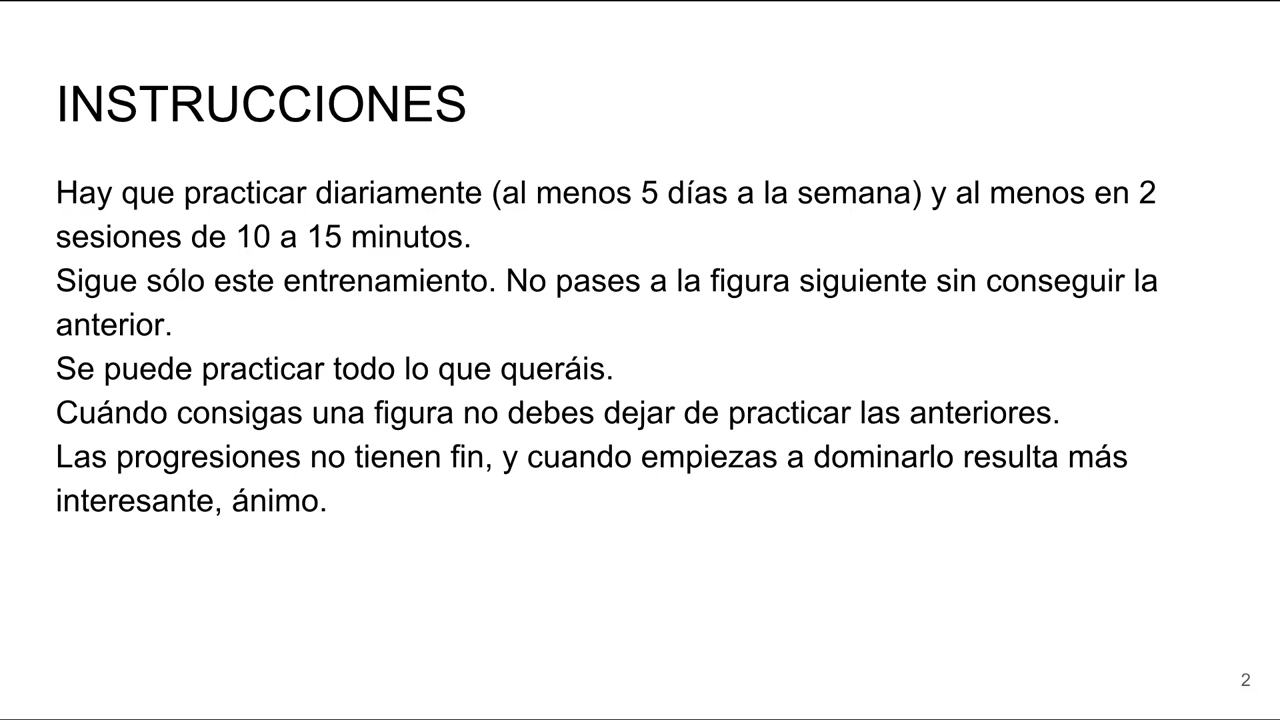 INSTRUCCIONES
Hay que practicar diariamente (al menos 5 días a la semana) y al menos en 2
sesiones de 10 a 15 minutos.
Sigue sólo este entrenamiento. No pases a la figura siguiente sin conseguir la
anterior.
Se puede practicar todo lo que queráis.
Cuándo consigas una figura no debes dejar de practicar las anteriores.
Las progresiones no tienen fin, y cuando empiezas a dominarlo resulta más
interesante, ánimo.
2